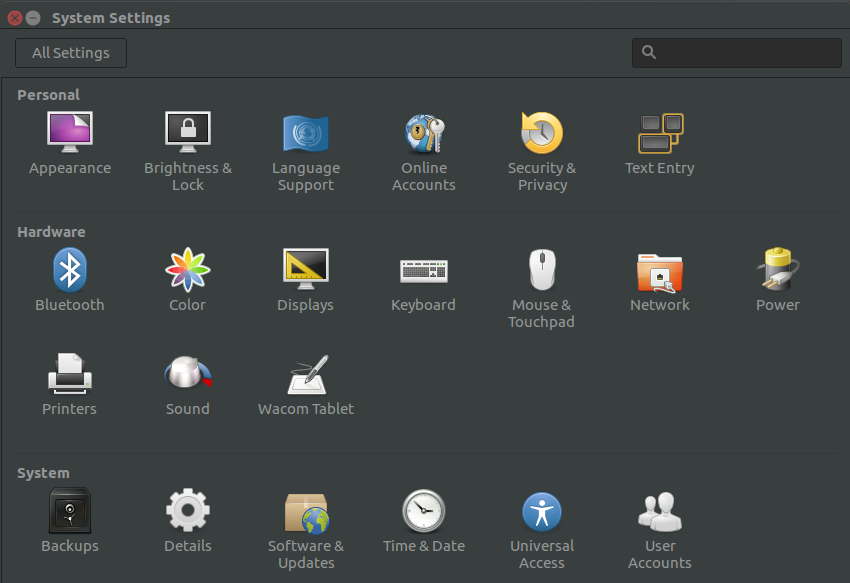 System Settings
All Settings
Personal
Appearance
Brightness &
Lock
Language
Support
Online
Accounts
Security &
Privacy
Text Entry
Hardware
Bluetooth
Color
Displays
Keyboard
Mouse &
Touchpad
Network
Power
Printers
Sound
Wacom Tablet
System
Backups
Details
Software &
Updates
Time & Date
Universal
Access
User
Accounts